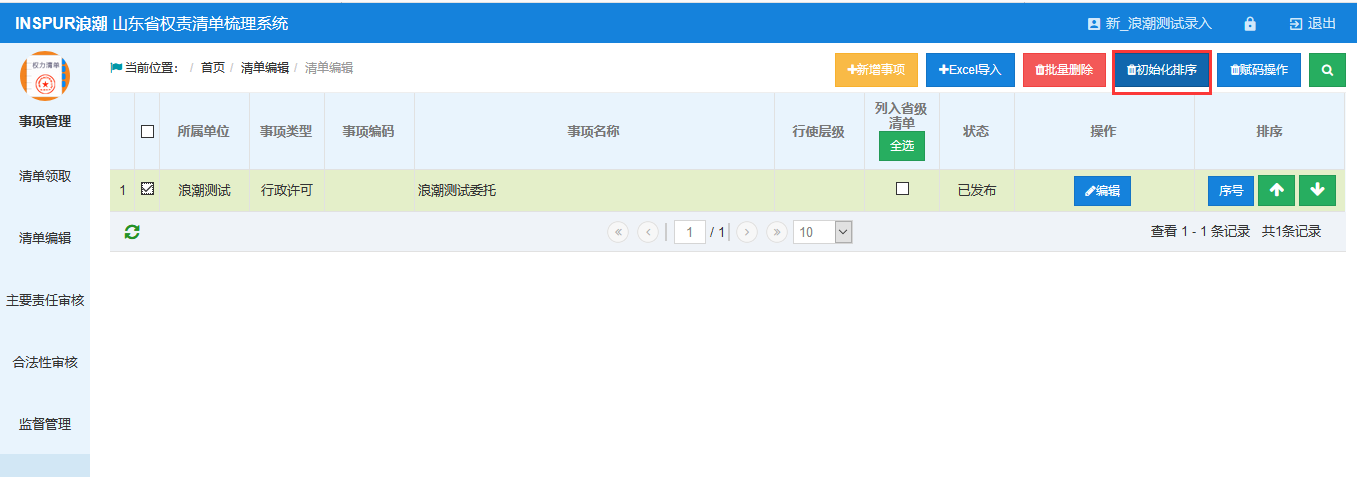 INSPUR浪潮 山东省权责清单梳理系统
新_浪潮测试录入
退出
权力清单
事项管理
清单领取
清单编辑
主要责任审核
合法性审核
监督管理
当前位置： / 首页 / 清单编辑 / 清单编辑
新增事项
Excel导入
批量删除
初始化排序
赋码操作
所属单位 事项类型 事项编码 事项名称 行使层级 列入省级清单 全选 状态 操作 排序
1 浪潮测试 行政许可 浪潮测试委托 已发布 编辑 序号
1 / 1 10 查看 1 - 1 条记录 共1条记录